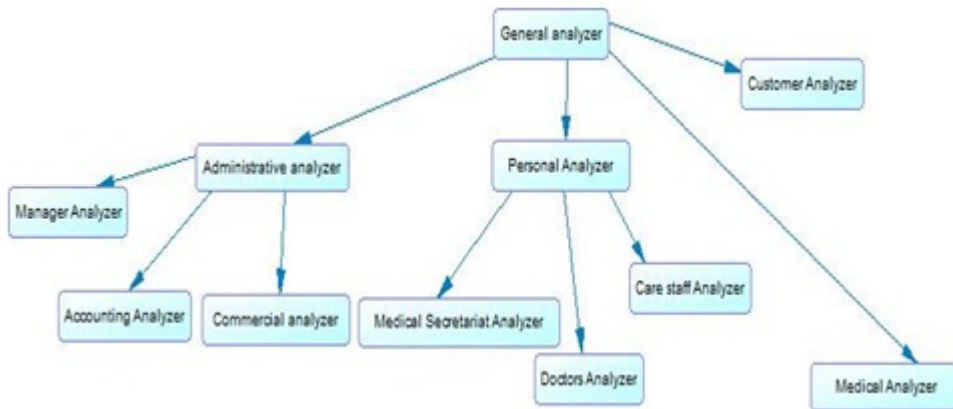 General analyzer
Customer Analyzer
Administrative analyzer
Personal Analyzer
Manager Analyzer
Care staff Analyzer
Accounting Analyzer
Commercial analyzer
Medical Secretariat Analyzer
Doctors Analyzer
Medical Analyzer